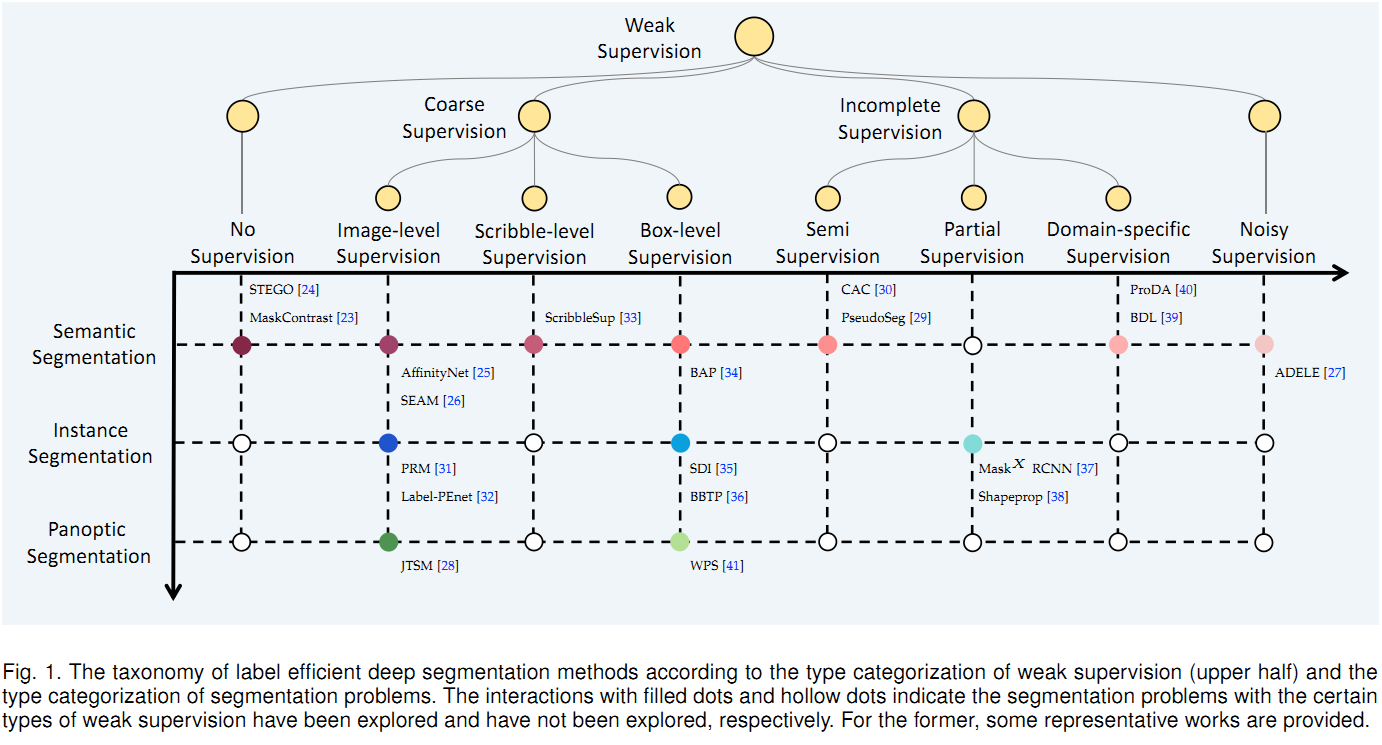 Weak
Supervision
Coarse
Supervision
Incomplete
Supervision
No
Supervision
Image-level
Supervision
Scribble-level
Supervision
Box-level
Supervision
Semi
Supervision
Partial
Supervision
Domain-specific
Supervision
Noisy
Supervision
Semantic
Segmentation
STEGO [24]
MaskContrast [23]
AffinityNet [25]
SEAM [26]
ScribbleSup [33]
BAP [34]
CAC [30]
PseudoSeg [29]
ProDA [40]
BDL [39]
ADELE [27]
Instance
Segmentation
PRM [31]
Label-PEnet [32]
SDI [35]
BBTP [36]
Mask^X RCNN [37]
Shapeprop [38]
Panoptic
Segmentation
JTSM [28]
WPS [41]
Fig. 1. The taxonomy of label efficient deep segmentation methods according to the type categorization of weak supervision (upper half) and the
type categorization of segmentation problems. The interactions with filled dots and hollow dots indicate the segmentation problems with the certain
types of weak supervision have been explored and have not been explored, respectively. For the former, some representative works are provided.